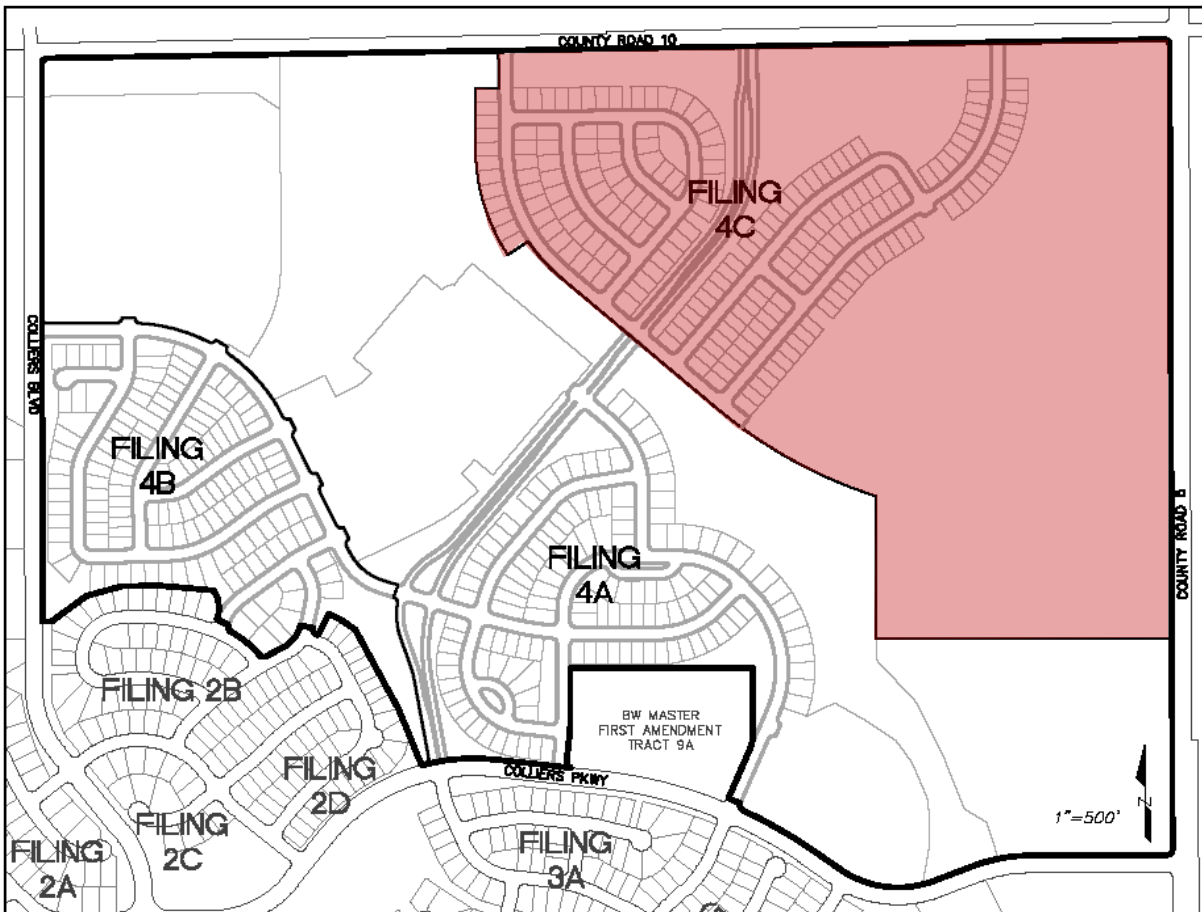 COUNTY ROAD 10
FILING
4C
COLLIERS BLVD
FILING
4B
FILING
4A
COUNTY ROAD 5
FILING 2B
BW MASTER
FIRST AMENDMENT
TRACT 9A
FILING
2D
COLLIERS PKWY
FILING
2C
FILING
3A
FILING
2A
N
1"=500'